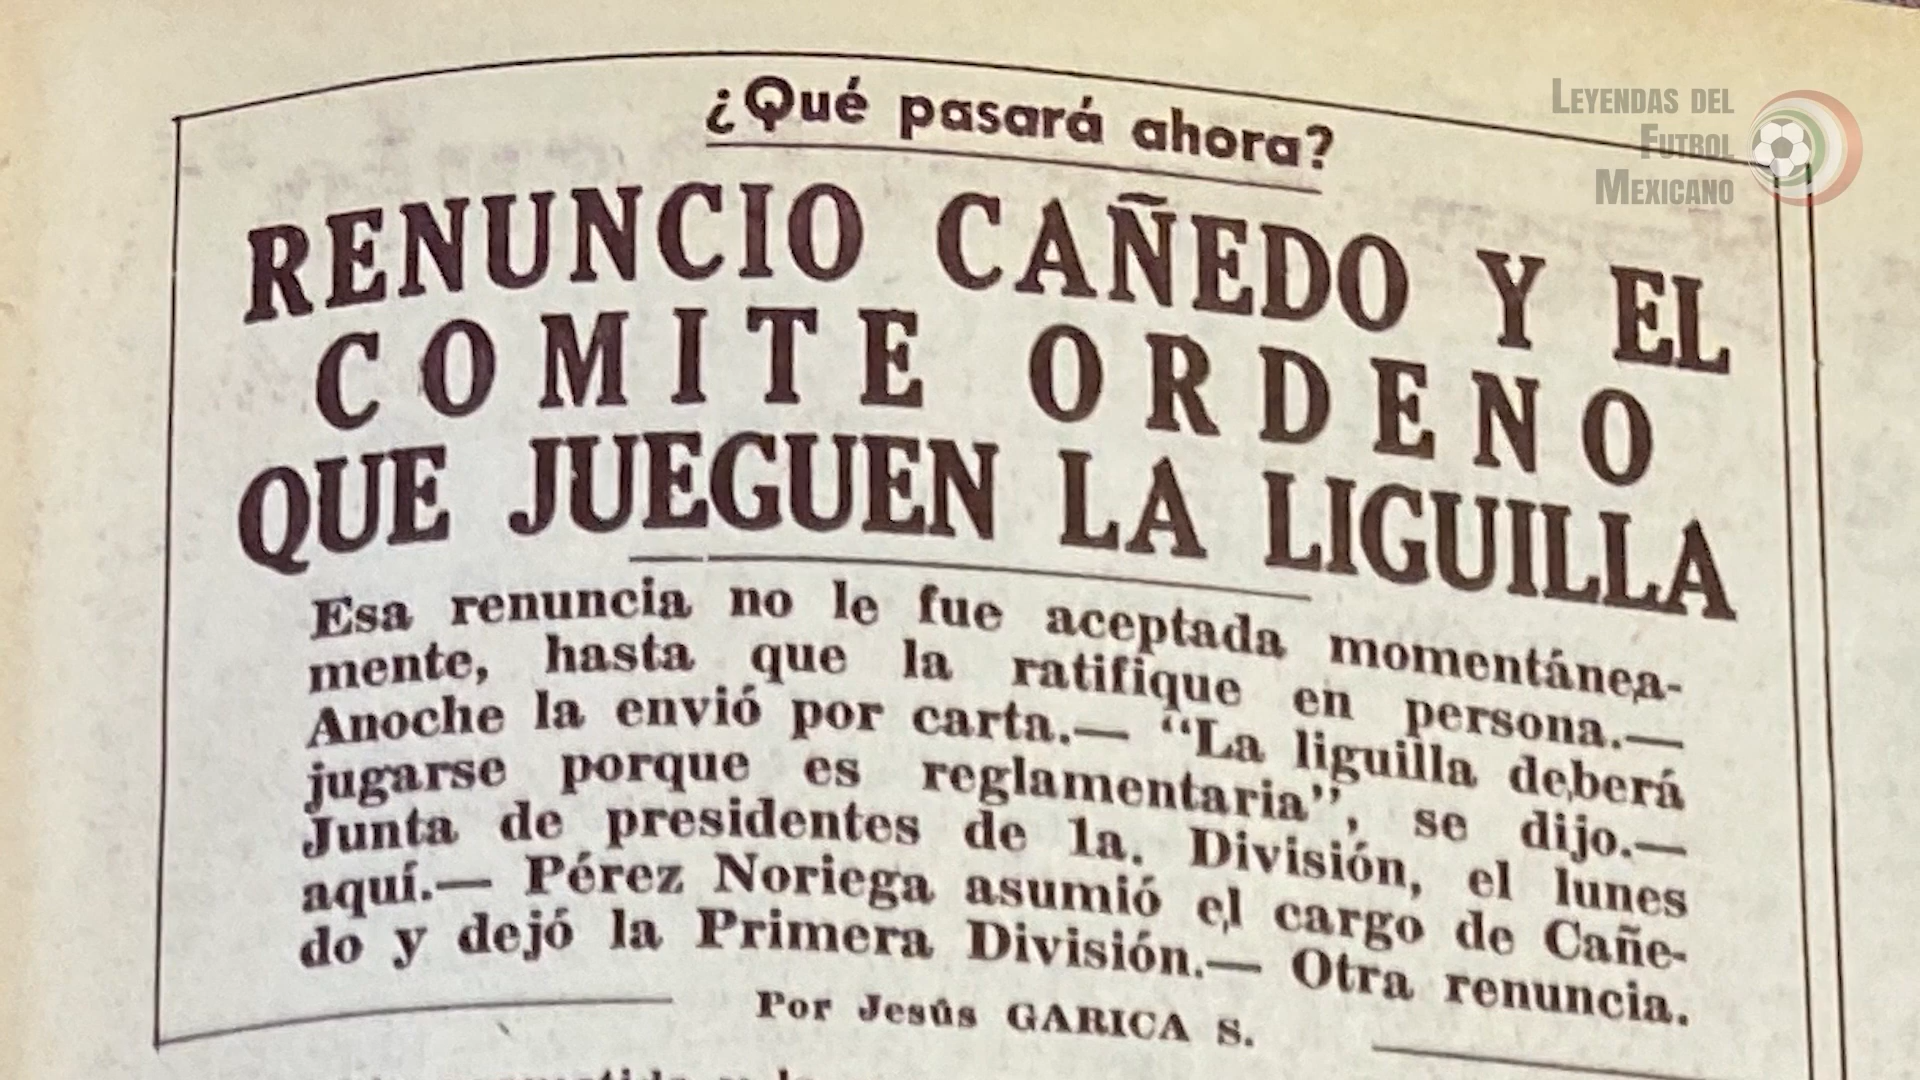 ¿Qué pasará ahora?
RENUNCIO CAÑEDO Y EL
COMITE ORDENO
QUE JUEGUEN LA LIGUILLA
Esa renuncia no le fue aceptada momentánea-
mente, hasta que la ratifique en persona.—
Anoche la envió por carta.— “La liguilla deberá
jugarse porque es reglamentaria”, se dijo.—
Junta de presidentes de 1a. División, el lunes
aquí.— Pérez Noriega asumió el cargo de Cañe-
do y dejó la Primera División.— Otra renuncia.
Por Jesús GARICA S.
LEYENDAS DEL
FUTBOL
MEXICANO